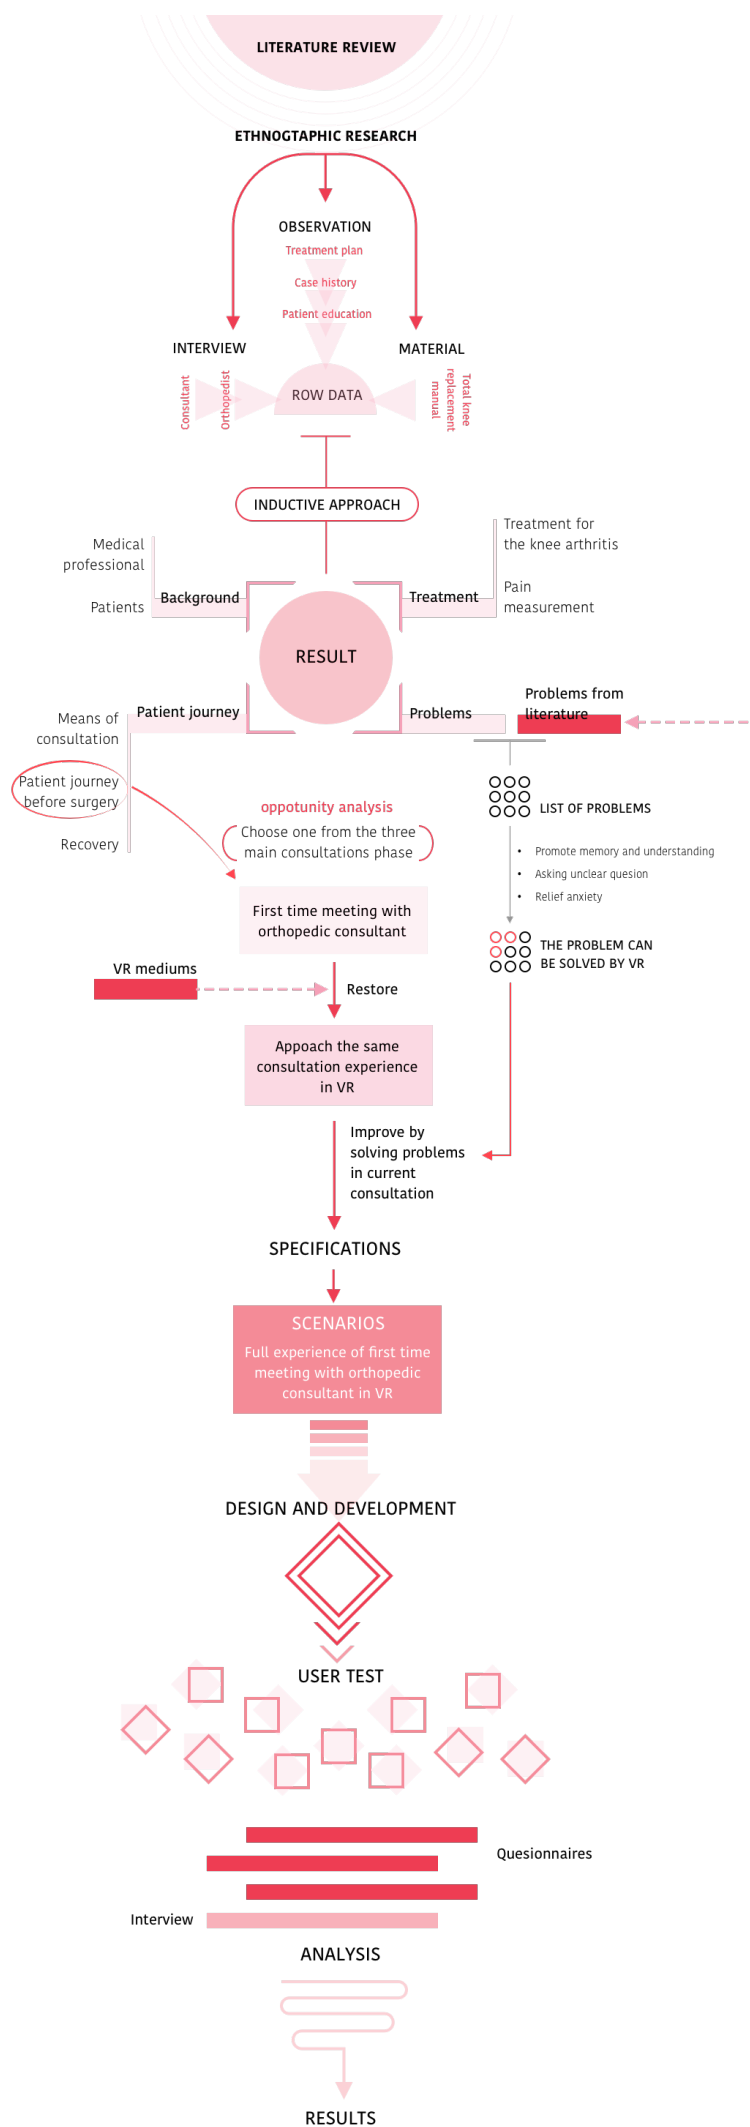 LITERATURE REVIEW
ETHNOGTAPHIC RESEARCH
OBSERVATION
Treatment plan
Case history
Patient education
INTERVIEW
MATERIAL
Consultant
Orthopedist
ROW DATA
Total knee
replacement
manual
INDUCTIVE APPROACH
Medical
professional
Patients
Background
Treatment for
the knee arthritis
Treatment
Pain
measurement
RESULT
Patient journey
Problems
Problems from
literature
Means of
consultation
Patient journey
before surgery
Recovery
oppotunity analysis
Choose one from the three
main consultations phase
LIST OF PROBLEMS
• Promote memory and understanding
• Asking unclear quesion
• Relief anxiety
First time meeting with
orthopedic consultant
THE PROBLEM CAN
BE SOLVED BY VR
VR mediums
Restore
Appoach the same
consultation experience
in VR
Improve by
solving problems
in current
consultation
SPECIFICATIONS
SCENARIOS
Full experience of first time
meeting with orthopedic
consultant in VR
DESIGN AND DEVELOPMENT
USER TEST
Quesionnaires
Interview
ANALYSIS
RESULTS